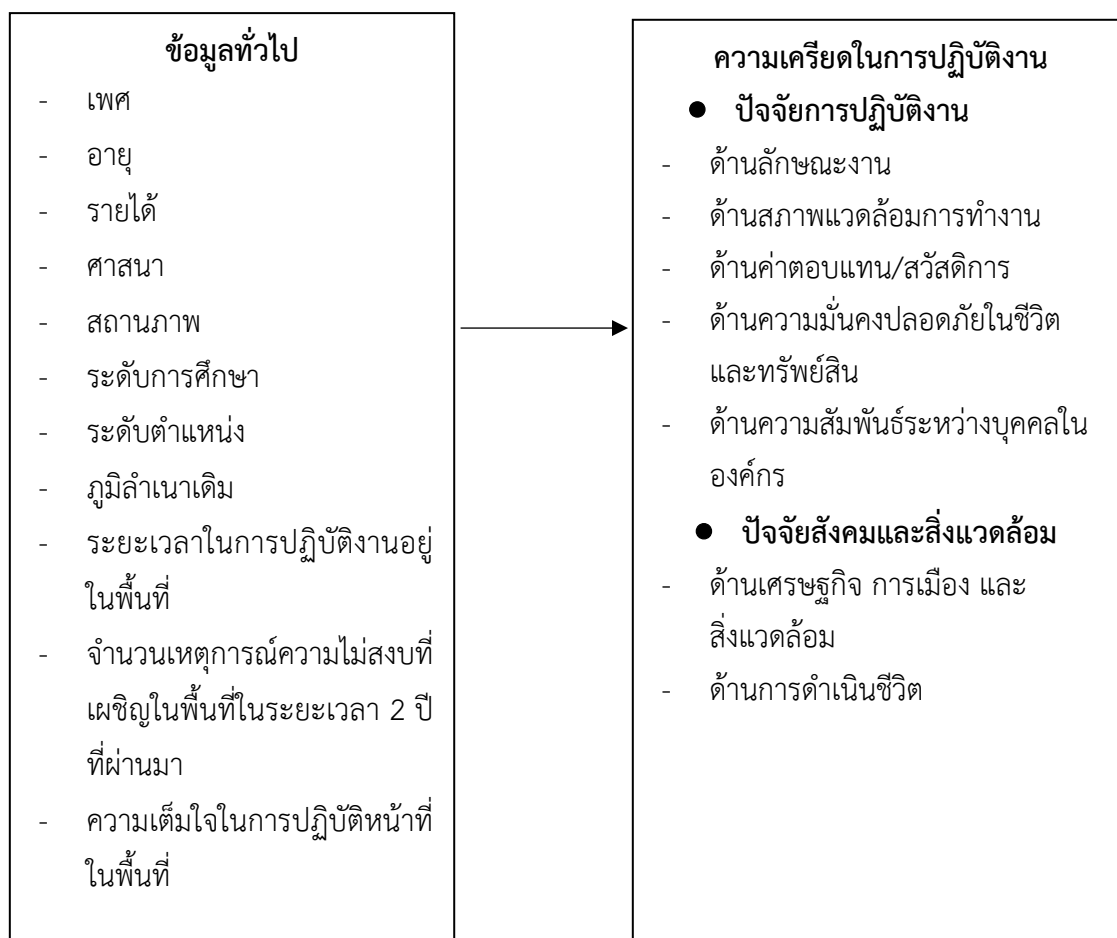 ข้อมูลทั่วไป
- เพศ
- อายุ
- รายได้
- ศาสนา
- สถานภาพ
- ระดับการศึกษา
- ระดับตำแหน่ง
- ภูมิลำเนาเดิม
- ระยะเวลาในการปฏิบัติงานอยู่
ในพื้นที่
- จำนวนเหตุการณ์ความไม่สงบที่
เผชิญในพื้นที่ในระยะเวลา 2 ปี
ที่ผ่านมา
- ความเต็มใจในการปฏิบัติหน้าที่
ในพื้นที่
ความเครียดในการปฏิบัติงาน
● ปัจจัยการปฏิบัติงาน
- ด้านลักษณะงาน
- ด้านสภาพแวดล้อมการทำงาน
- ด้านค่าตอบแทน/สวัสดิการ
- ด้านความมั่นคงปลอดภัยในชีวิต
และทรัพย์สิน
- ด้านความสัมพันธ์ระหว่างบุคคลใน
องค์กร
● ปัจจัยสังคมและสิ่งแวดล้อม
- ด้านเศรษฐกิจ การเมือง และ
สิ่งแวดล้อม
- ด้านการดำเนินชีวิต